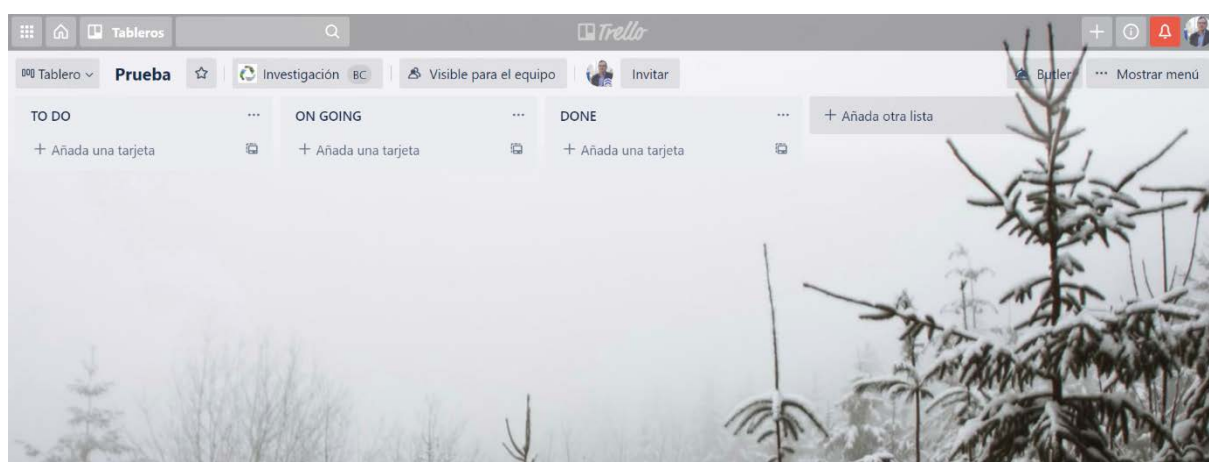 Tableros Trello
Tablero Prueba Investigación BC Visible para el equipo Invitar Butler ... Mostrar menú
TO DO ... ON GOING ... DONE ... + Añada otra lista
+ Añada una tarjeta + Añada una tarjeta + Añada una tarjeta